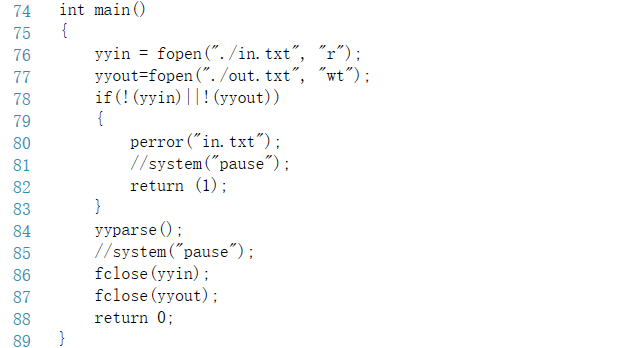 74 int main()
75 {
76 yyin = fopen("./in.txt", "r");
77 yyout=fopen("./out.txt", "wt");
78 if(!(yyin)||!(yyout))
79 {
80 perror("in.txt");
81 //system("pause");
82 return (1);
83 }
84 yyparse();
85 //system("pause");
86 fclose(yyin);
87 fclose(yyout);
88 return 0;
89 }